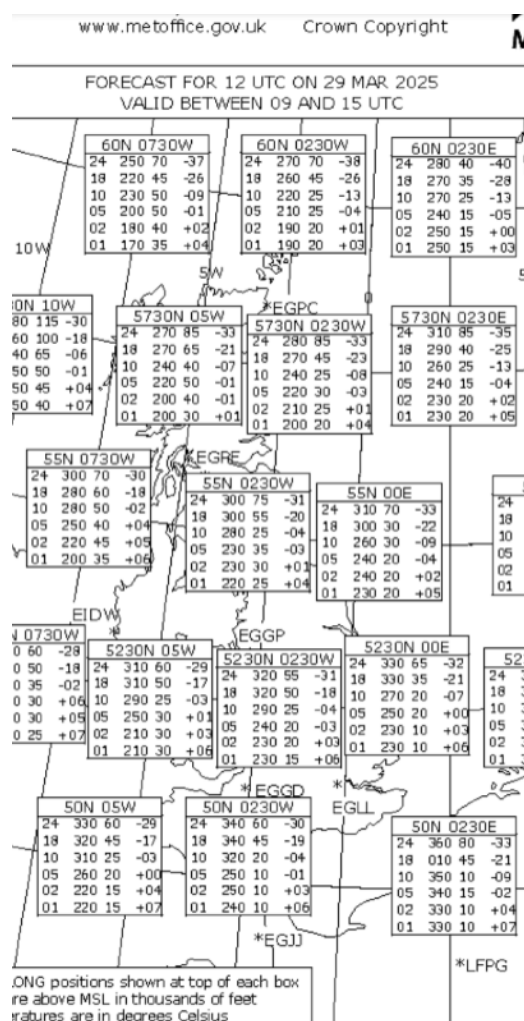 www.metoffice.gov.uk Crown Copyright
M
FORECAST FOR 12 UTC ON 29 MAR 2025
VALID BETWEEN 09 AND 15 UTC
60N 0730W
24 250 70 -37
18 220 45 -26
10 230 50 -09
05 200 50 -01
02 180 40 +02
01 170 35 +04
60N 0230W
24 270 70 -38
18 260 45 -26
10 220 25 -13
05 210 25 -04
02 190 20 +01
01 190 20 +03
60N 0230E
24 280 40 -40
18 270 35 -28
10 270 25 -13
05 240 15 -05
02 250 15 +00
01 250 15 +03
10W
5W
5
*EGPC
0N 10W
80 115 -30
60 100 -18
40 65 -06
50 50 -01
50 45 +04
50 40 +07
5730N 05W
24 270 85 -33
18 270 65 -21
10 240 40 -07
05 220 50 -01
02 200 40 -01
01 200 30 +01
5730N 0230W
24 280 85 -33
18 270 45 -23
10 240 25 -08
05 220 30 -03
02 210 25 +01
01 200 20 +04
5730N 0230E
24 310 85 -35
18 290 40 -25
10 260 25 -13
05 240 15 -04
02 230 20 +02
01 230 20 +05
*EGPF
55N 0730W
24 300 70 -30
18 280 60 -18
10 280 50 -02
05 250 40 +04
02 220 45 +05
01 200 35 +06
55N 0230W
24 300 75 -31
18 300 55 -20
10 280 25 -04
05 230 35 -03
02 230 30 +01
01 220 25 +04
55N 00E
24 310 70 -33
18 300 30 -22
10 260 30 -09
05 240 20 -04
02 240 20 +02
01 230 20 +05
24
18
10
05
02
01
EIDW
*
EGGP
N 0730W
0 60 -28
0 50 -18
0 35 -02
0 30 +06
0 30 +05
0 25 +07
5230N 05W
24 310 60 -29
18 310 50 -17
10 290 25 -03
05 250 30 +01
02 210 30 +03
01 210 30 +06
5230N 0230W
24 320 55 -31
18 320 50 -18
10 290 25 -04
05 240 20 -03
02 230 20 +03
01 230 15 +06
5230N 00E
24 330 65 -32
18 330 35 -21
10 270 20 -07
05 250 20 +00
02 230 10 +03
01 230 10 +06
52
24
18
10
05
02
01
* EGGD
*
EGLL
50N 05W
24 330 60 -29
18 320 45 -17
10 310 25 -03
05 260 20 +00
02 220 15 +04
01 220 15 +07
50N 0230W
24 340 60 -30
18 340 45 -19
10 320 20 -04
05 250 10 -01
02 250 10 +03
01 240 10 +06
50N 0230E
24 360 80 -33
18 010 45 -21
10 350 10 -09
05 340 15 -02
02 330 10 +04
01 330 10 +07
*EGJJ
*LFPG
LONG positions shown at top of each box
re above MSL in thousands of feet
eratures are in degrees Celsius